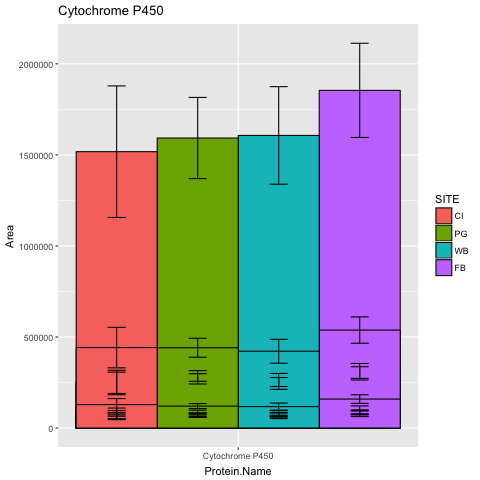 Cytochrome P450
2000000
1500000
1000000
500000
0
Area
Cytochrome P450
Protein.Name
SITE
CI
PG
WB
FB